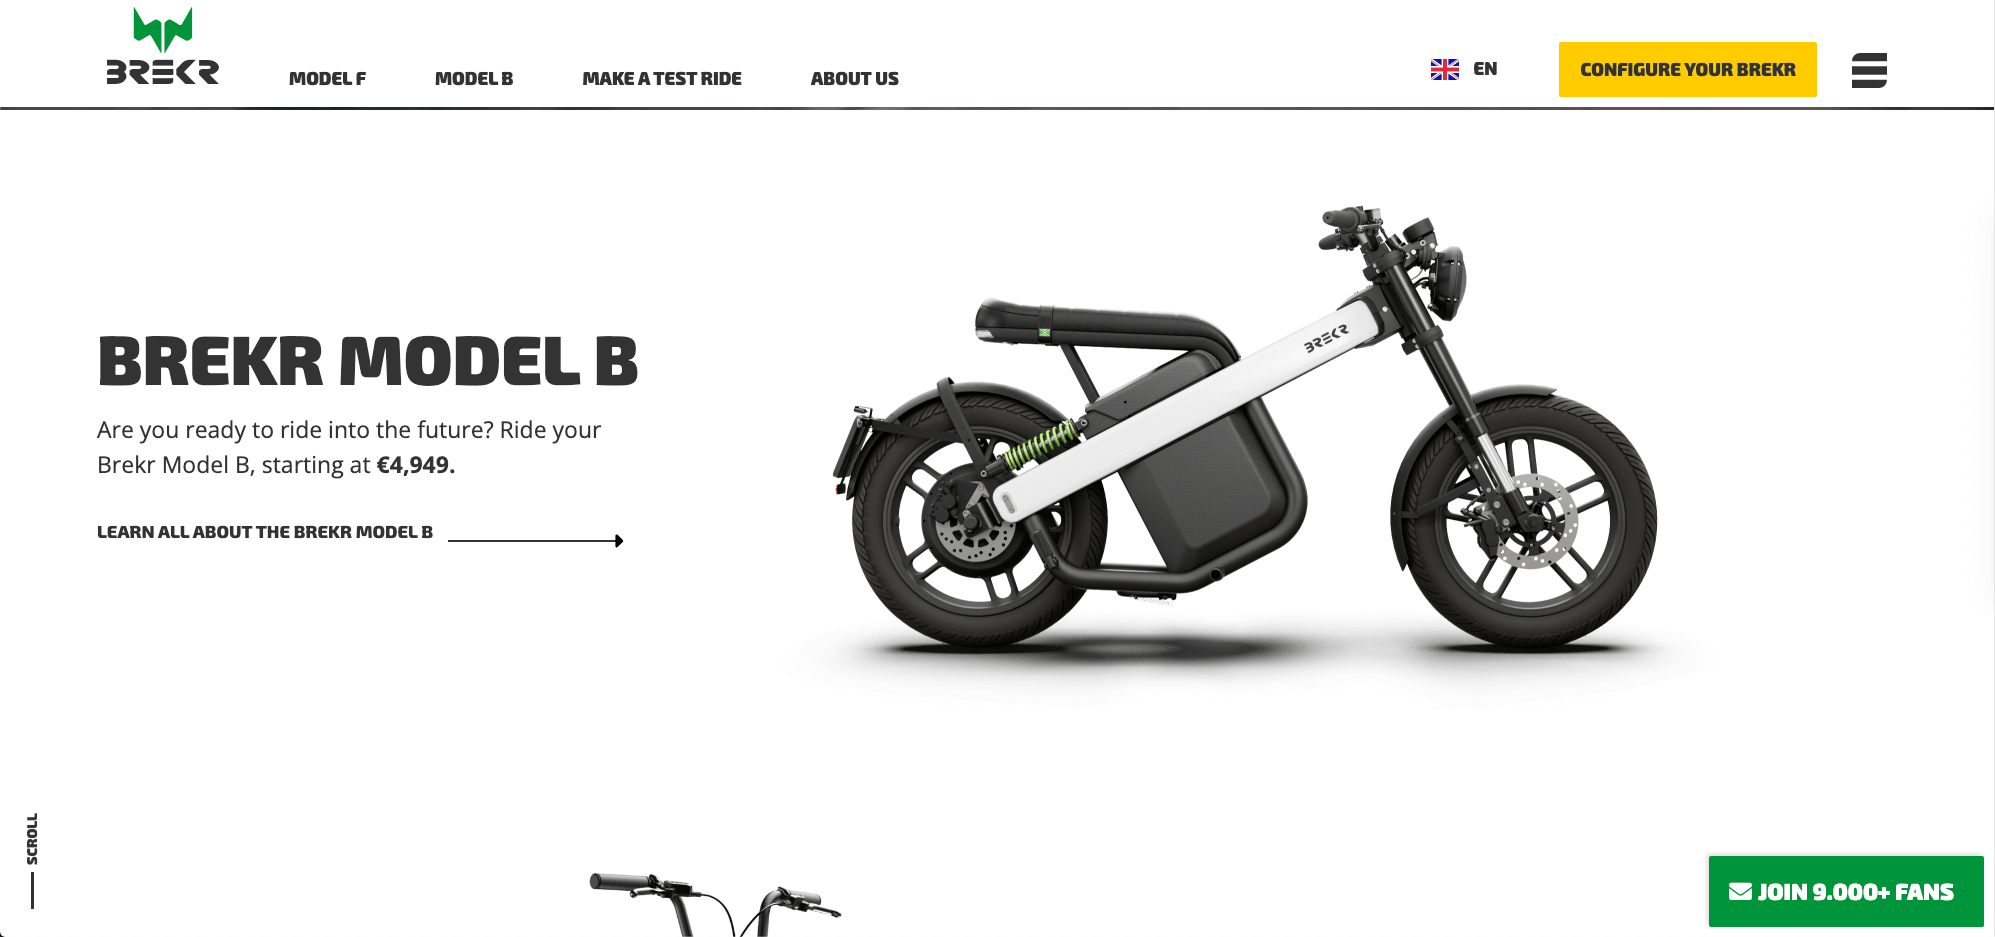 BREKR
MODEL F
MODEL B
MAKE A TEST RIDE
ABOUT US
EN
CONFIGURE YOUR BREKR
BREKR
BREKR MODEL B
Are you ready to ride into the future? Ride your
Brekr Model B, starting at €4,949.
LEARN ALL ABOUT THE BREKR MODEL B
SCROLL
JOIN 9.000+ FANS